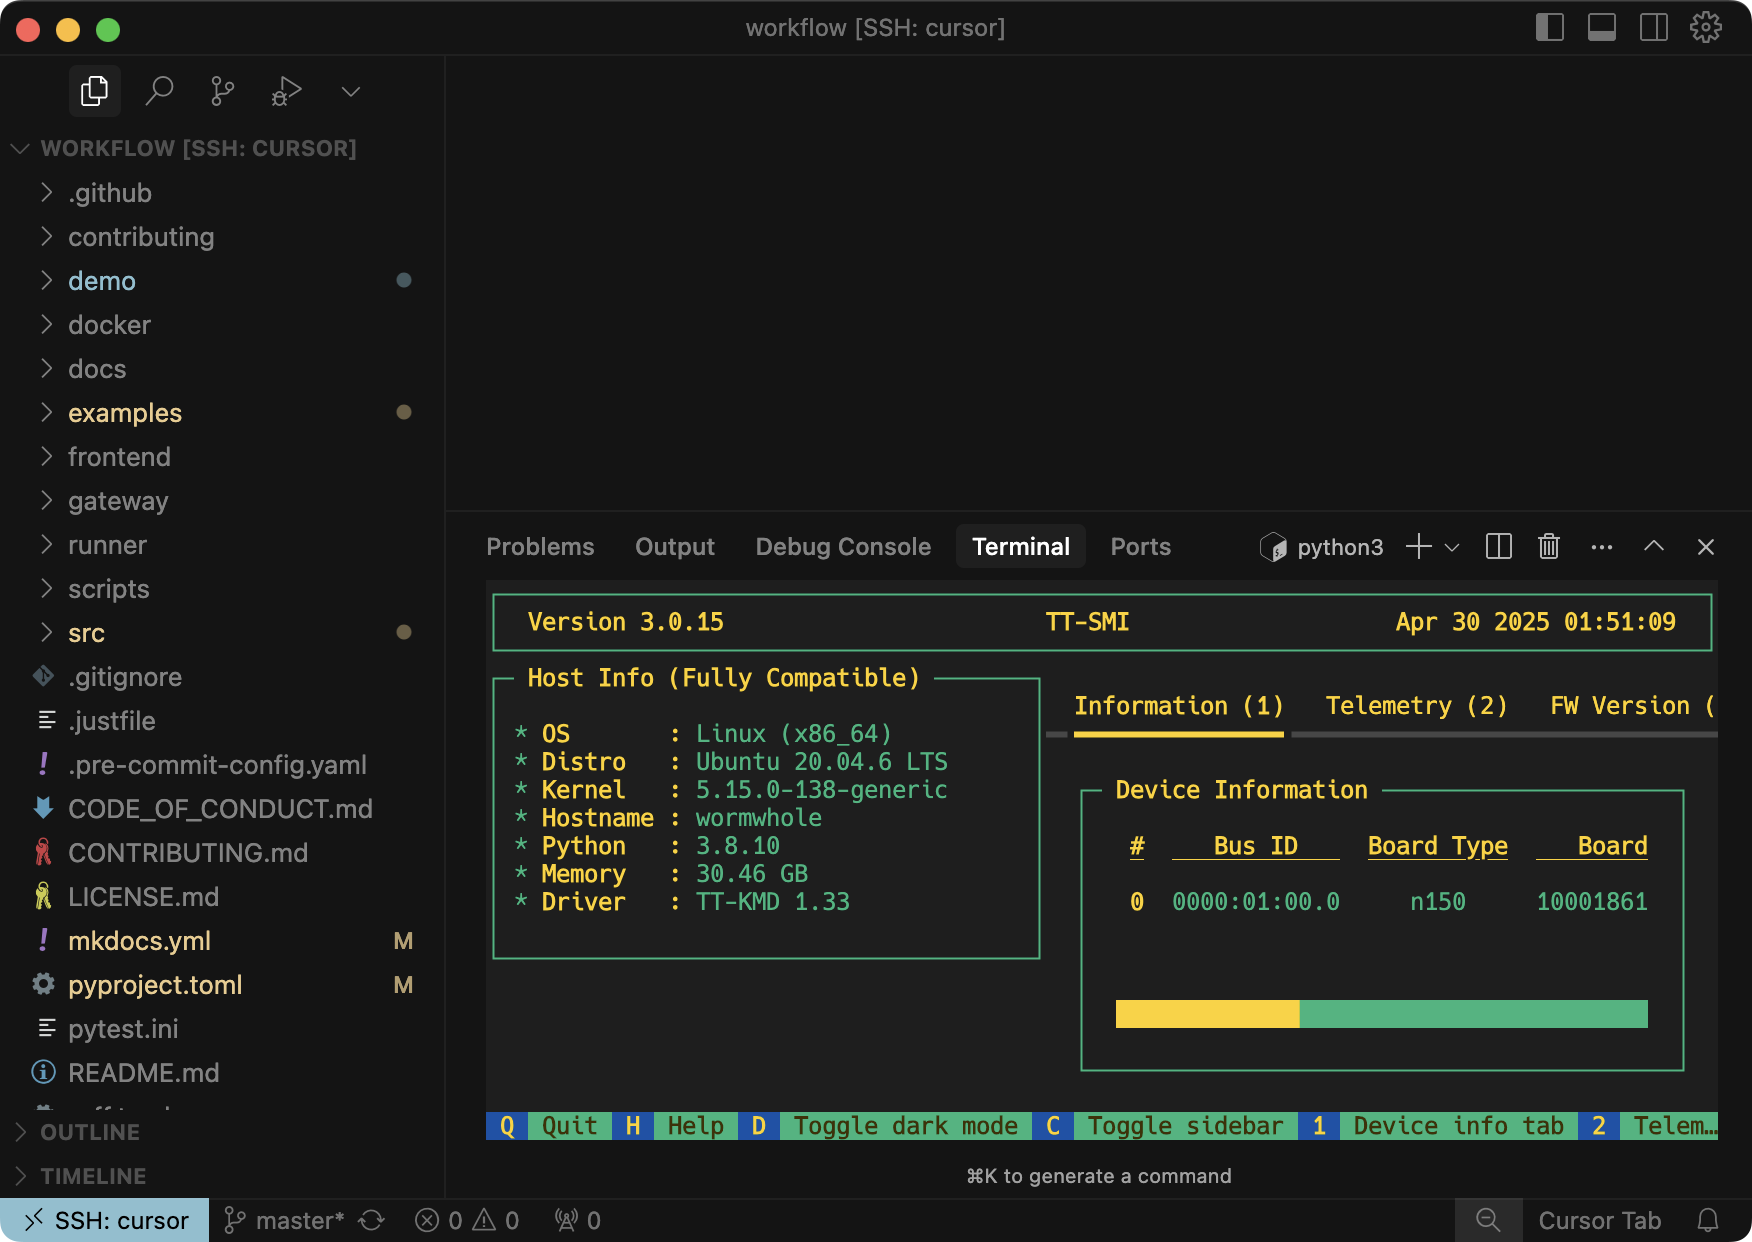 workflow [SSH: cursor]
WORKFLOW [SSH: CURSOR]
.github
contributing
demo
docker
docs
examples
frontend
gateway
runner
scripts
src
.gitignore
.justfile
.pre-commit-config.yaml
CODE_OF_CONDUCT.md
CONTRIBUTING.md
LICENSE.md
mkdocs.yml M
pyproject.toml M
pytest.ini
README.md
OUTLINE
TIMELINE
Problems Output Debug Console Terminal Ports python3
Version 3.0.15 TT-SMI Apr 30 2025 01:51:09
Host Info (Fully Compatible)
* OS : Linux (x86_64)
* Distro : Ubuntu 20.04.6 LTS
* Kernel : 5.15.0-138-generic
* Hostname : wormwhole
* Python : 3.8.10
* Memory : 30.46 GB
* Driver : TT-KMD 1.33
Information (1) Telemetry (2) FW Version (
Device Information
# Bus ID Board Type Board
0 0000:01:00.0 n150 10001861
Q Quit H Help D Toggle dark mode C Toggle sidebar 1 Device info tab 2 Telem…
⌘K to generate a command
SSH: cursor master* 0 0 0 Cursor Tab